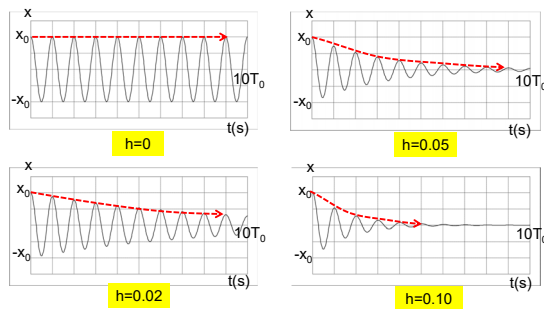 x
x₀
-x₀
10T₀
t(s)
h=0
x
x₀
-x₀
10T₀
t(s)
h=0.05
x
x₀
-x₀
10T₀
t(s)
h=0.02
x
x₀
-x₀
10T₀
t(s)
h=0.10